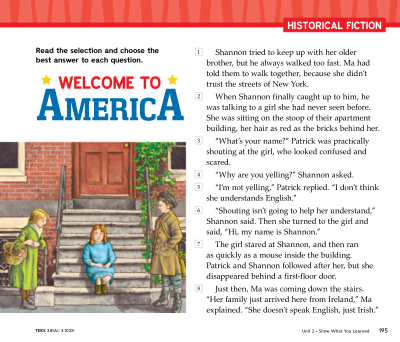 HISTORICAL FICTION
Read the selection and choose the
best answer to each question.
WELCOME TO
AMERICA
1 Shannon tried to keep up with her older
brother, but he always walked too fast. Ma had
told them to walk together, because she didn't
trust the streets of New York.
2 When Shannon finally caught up to him, he
was talking to a girl she had never seen before.
She was sitting on the stoop of their apartment
building, her hair as red as the bricks behind her.
3 “What's your name?” Patrick was practically
shouting at the girl, who looked confused and
scared.
4 “Why are you yelling?” Shannon asked.
5 “I'm not yelling,” Patrick replied. “I don't think
she understands English.”
6 “Shouting isn't going to help her understand,”
Shannon said. Then she turned to the girl and
said, “Hi, my name is Shannon.”
7 The girl stared at Shannon, and then ran
as quickly as a mouse inside the building.
Patrick and Shannon followed after her, but she
disappeared behind a first-floor door.
8 Just then, Ma was coming down the stairs.
“Her family just arrived here from Ireland,” Ma
explained. “She doesn't speak English, just Irish.”
Unit 2 • Show What You Learned 195